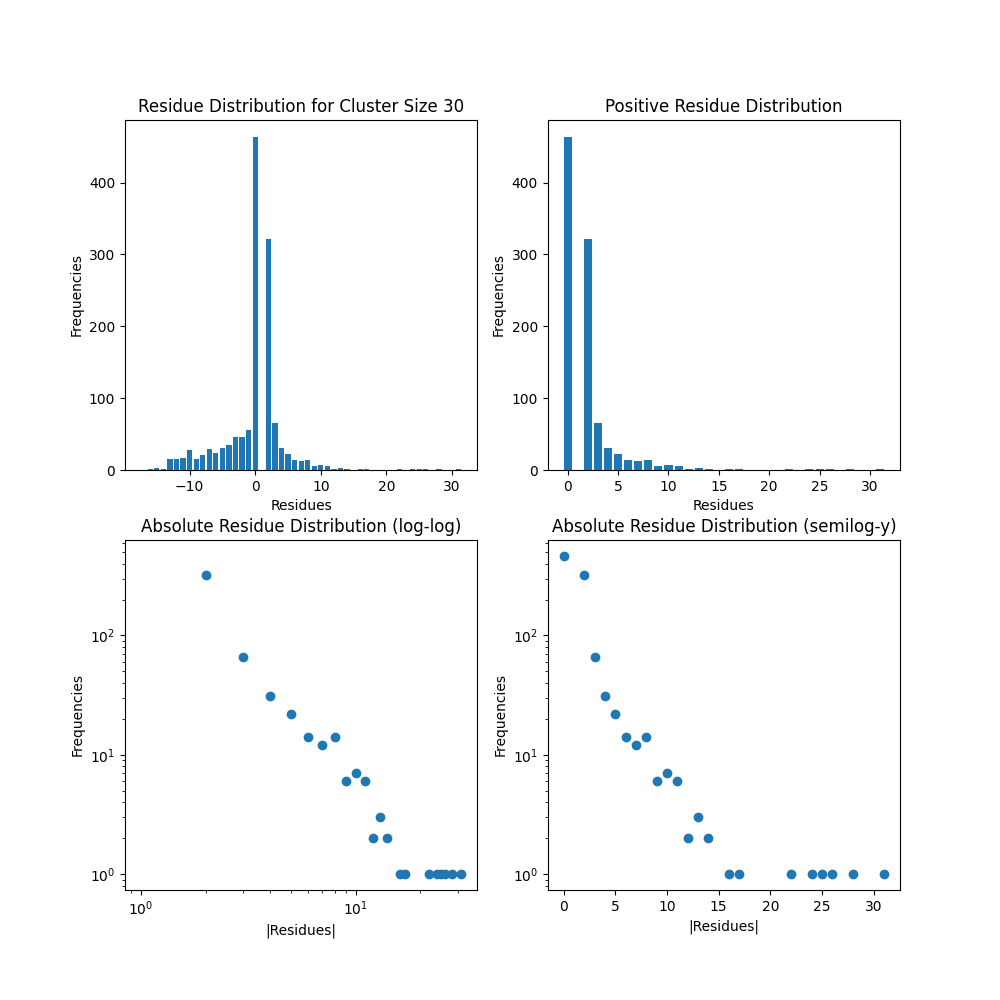 Residue Distribution for Cluster Size 30
Frequencies
400
300
200
100
0
−10 0 10 20 30
Residues
Positive Residue Distribution
Frequencies
400
300
200
100
0
0 5 10 15 20 25 30
Residues
Absolute Residue Distribution (log-log)
Frequencies
10²
10¹
10⁰
10⁰ 10¹
|Residues|
Absolute Residue Distribution (semilog-y)
Frequencies
10²
10¹
10⁰
0 5 10 15 20 25 30
|Residues|